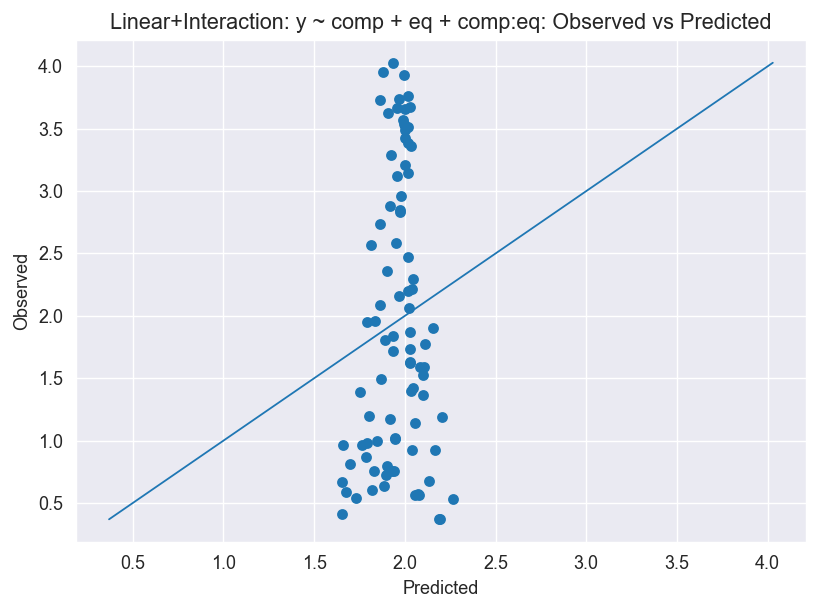 Linear+Interaction: y ~ comp + eq + comp:eq: Observed vs Predicted
4.0
3.5
3.0
2.5
2.0
1.5
1.0
0.5
Observed
0.5 1.0 1.5 2.0 2.5 3.0 3.5 4.0
Predicted